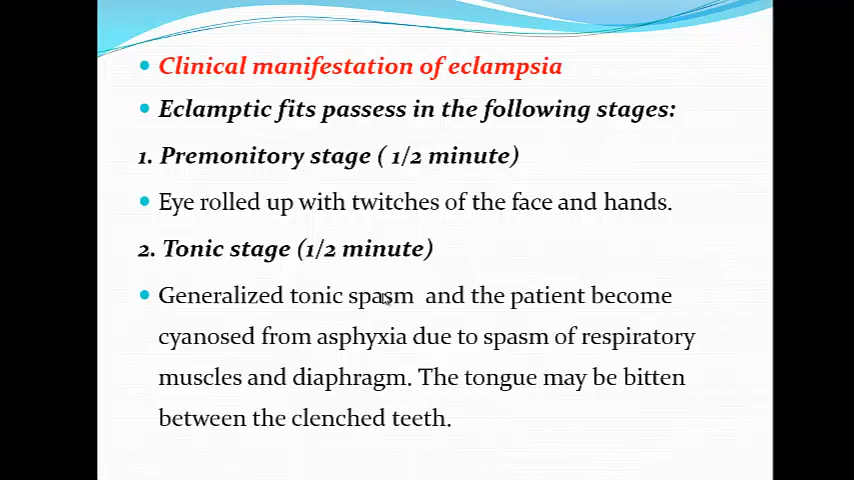 • Clinical manifestation of eclampsia
• Eclamptic fits passess in the following stages:
1. Premonitory stage ( 1/2 minute)
• Eye rolled up with twitches of the face and hands.
2. Tonic stage (1/2 minute)
• Generalized tonic spasm and the patient become
cyanosed from asphyxia due to spasm of respiratory
muscles and diaphragm. The tongue may be bitten
between the clenched teeth.